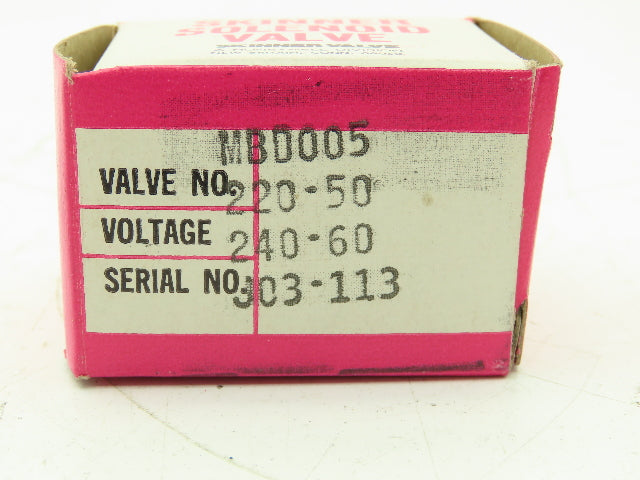 SKINNER
SOLENOID
VALVE
SKINNER VALVE
MBD005
VALVE NO. 220-50
VOLTAGE 240-60
SERIAL NO. J03-113